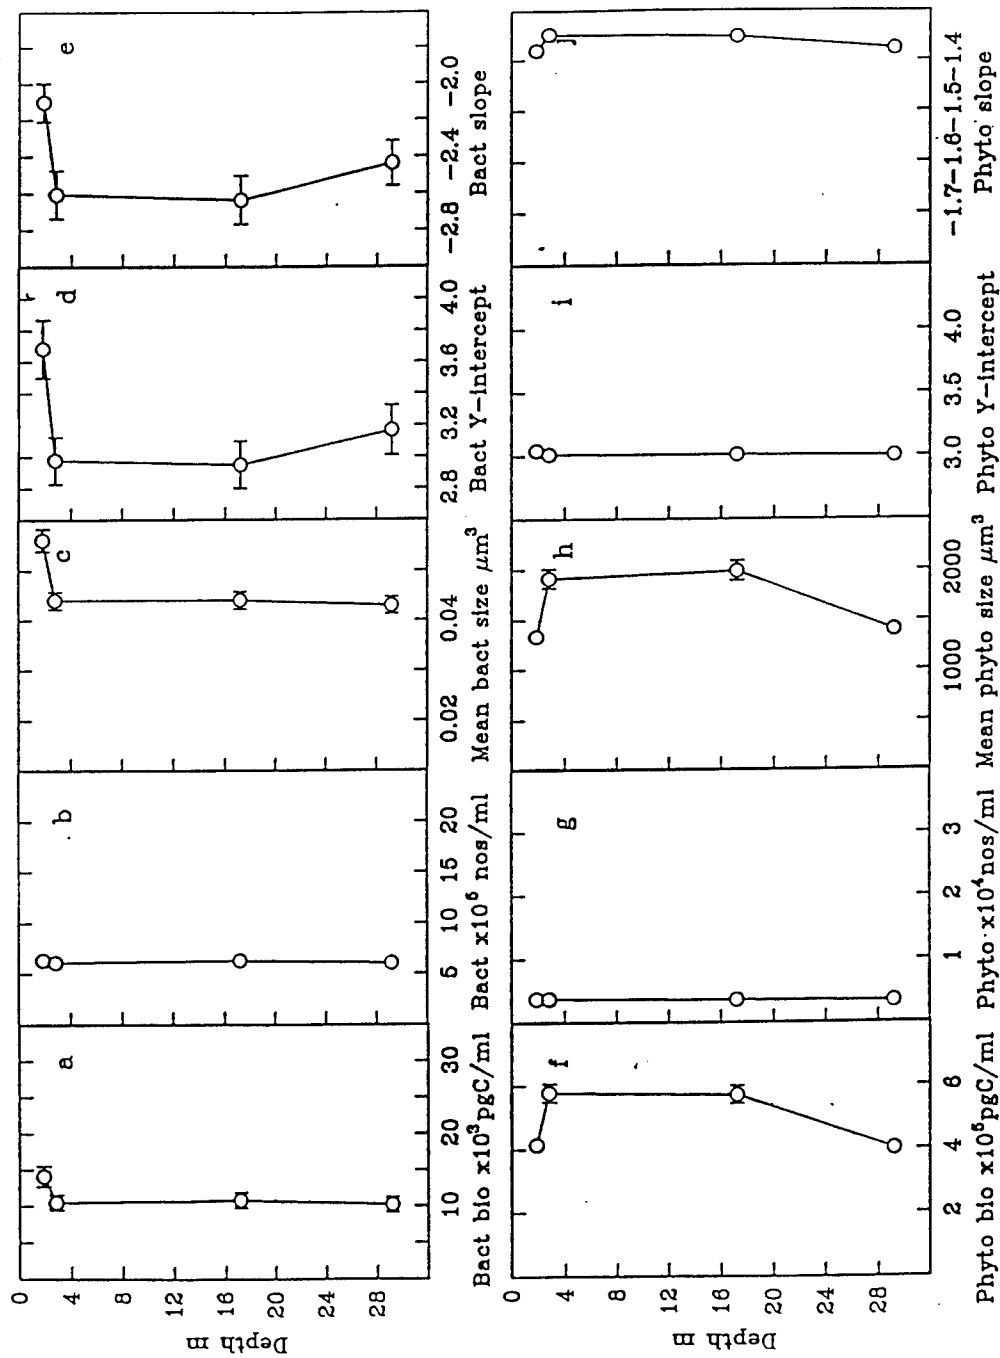 e
-2.8 -2.4 -2.0
Bact slope
d
2.8 3.2 3.6 4.0
Bact Y-intercept
c
0.02 0.04
Mean bact size μm³
b
5 10 15 20
Bact x10⁶ nos/ml
a
10 20 30
Bact bio x10³pgC/ml
0 4 8 12 16 20 24 28
Depth m
j
-1.7-1.6-1.5-1.4
Phyto slope
i
3.0 3.5 4.0
Phyto Y-intercept
h
1000 2000
Mean phyto size μm³
g
1 2 3
Phyto x10⁴nos/ml
f
2 4 6
Phyto bio x10⁵pgC/ml
0 4 8 12 16 20 24 28
Depth m